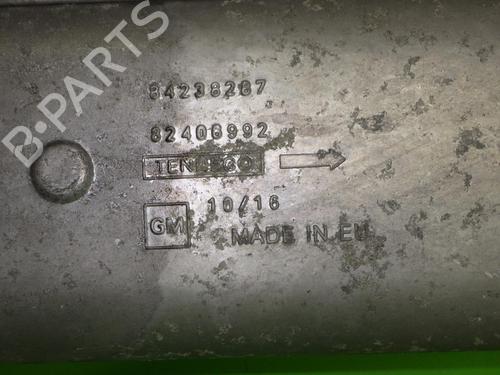 B·PARTS
84238287
82408992
TENNECO
10/16
GM
MADE IN EU